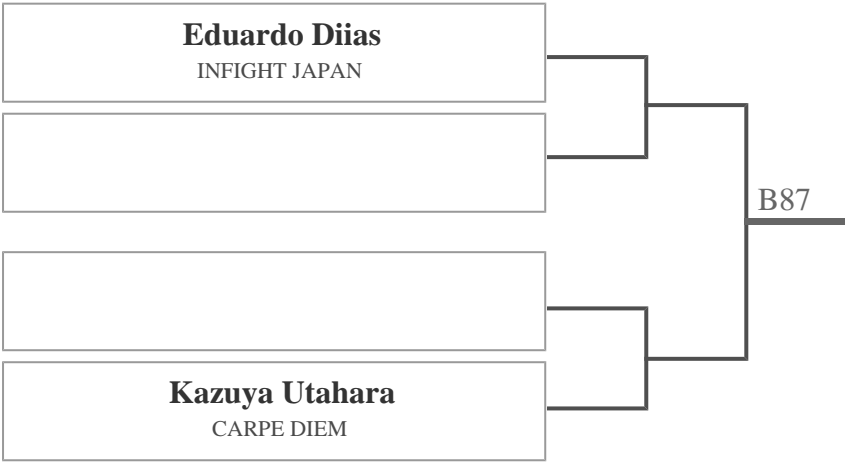 Eduardo Diias
INFIGHT JAPAN
B87
Kazuya Utahara
CARPE DIEM